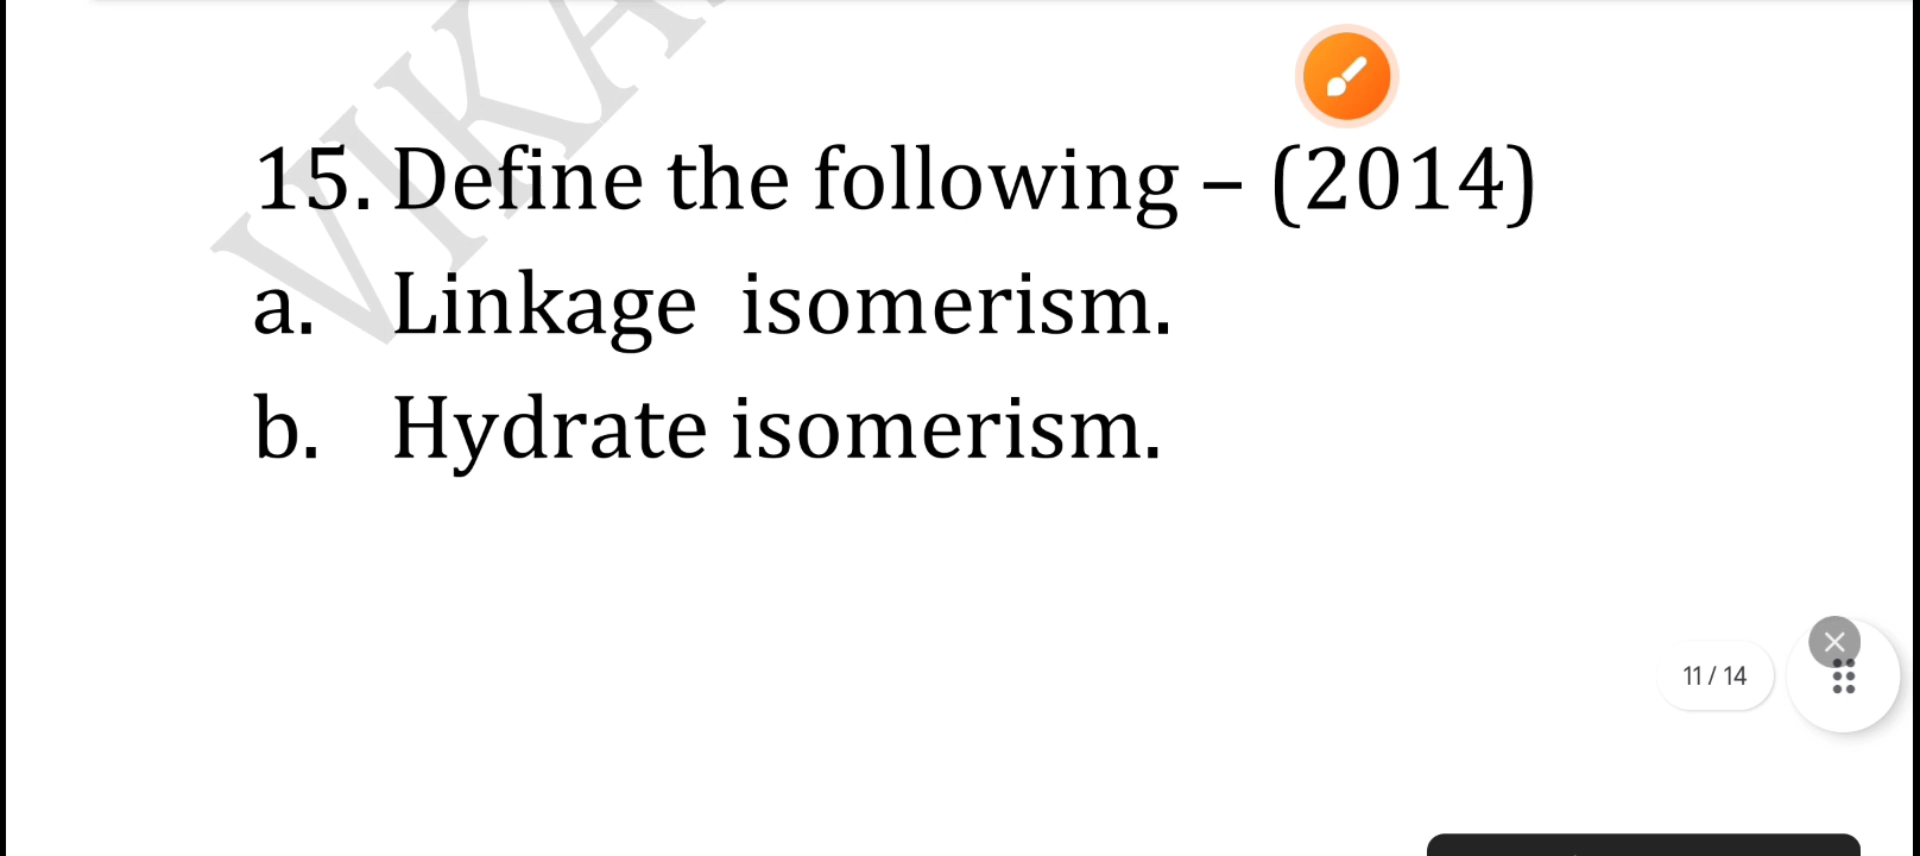 15. Define the following – (2014)
a. Linkage isomerism.
b. Hydrate isomerism.
11 / 14